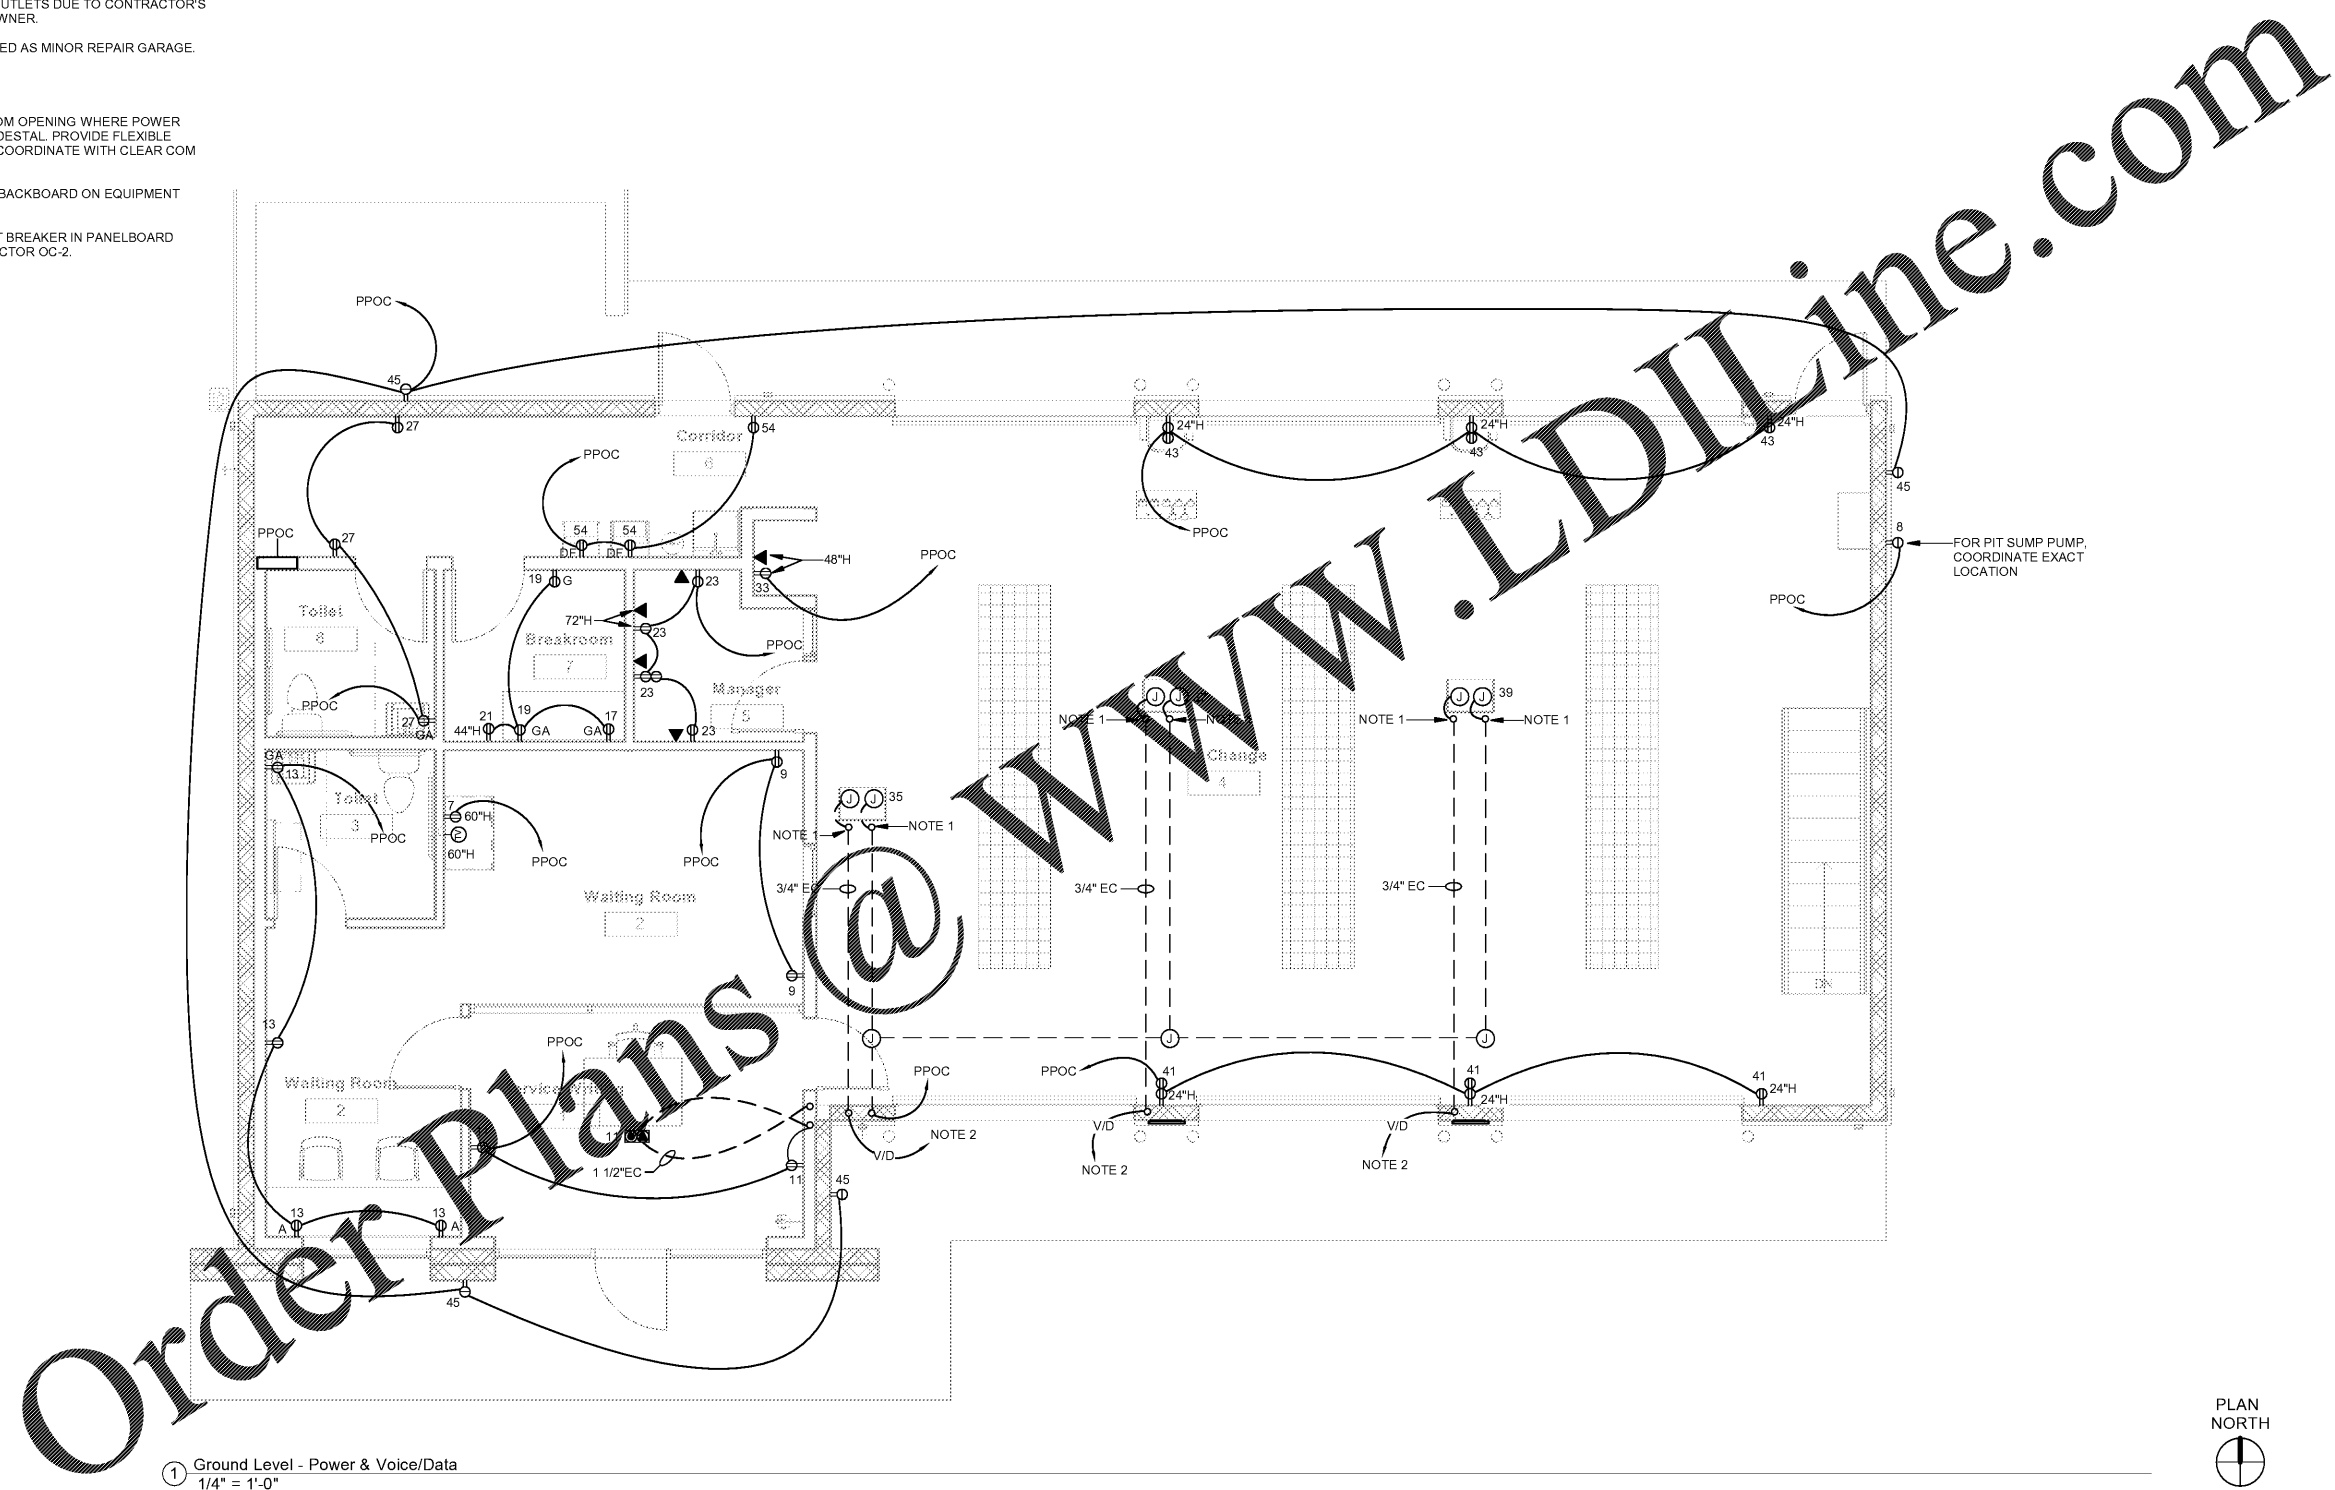 UTLETS DUE TO CONTRACTOR'S
WNER.
ED AS MINOR REPAIR GARAGE.
OM OPENING WHERE POWER
DESTAL. PROVIDE FLEXIBLE
COORDINATE WITH CLEAR COM
BACKBOARD ON EQUIPMENT
T BREAKER IN PANELBOARD
CTOR OC-2.
Order Plans @ WWW.LDILine.com
PPOC
45
27
54
24"H
43
24"H
43
24"H
43
Corridor
6
PPOC
45
PPOC
27
54
54
DF
DF
PPOC
8
FOR PIT SUMP PUMP,
COORDINATE EXACT
LOCATION
48"H
PPOC
19
G
23
33
PPOC
Toilet
8
72"H
23
Breakroom
7
PPOC
23
Manager
5
PPOC
27
GA
21
19
17
44"H
GA
GA
23
J
J
J
J
39
NOTE 1
NOTE 1
NOTE 1
Change
4
GA
13
9
Toilet
3
PPOC
7
60"H
60"H
TV
PPOC
PPOC
J
J
35
NOTE 1
NOTE 1
3/4" EC
3/4" EC
3/4" EC
Waiting Room
2
9
DN
13
PPOC
J
J
J
Waiting Room
2
PPOC
PPOC
41
24"H
41
24"H
41
24"H
11
1 1/2"EC
11
V/D
NOTE 2
V/D
NOTE 2
V/D
NOTE 2
45
13
A
13
A
45
1
Ground Level - Power & Voice/Data
1/4" = 1'-0"
PLAN
NORTH